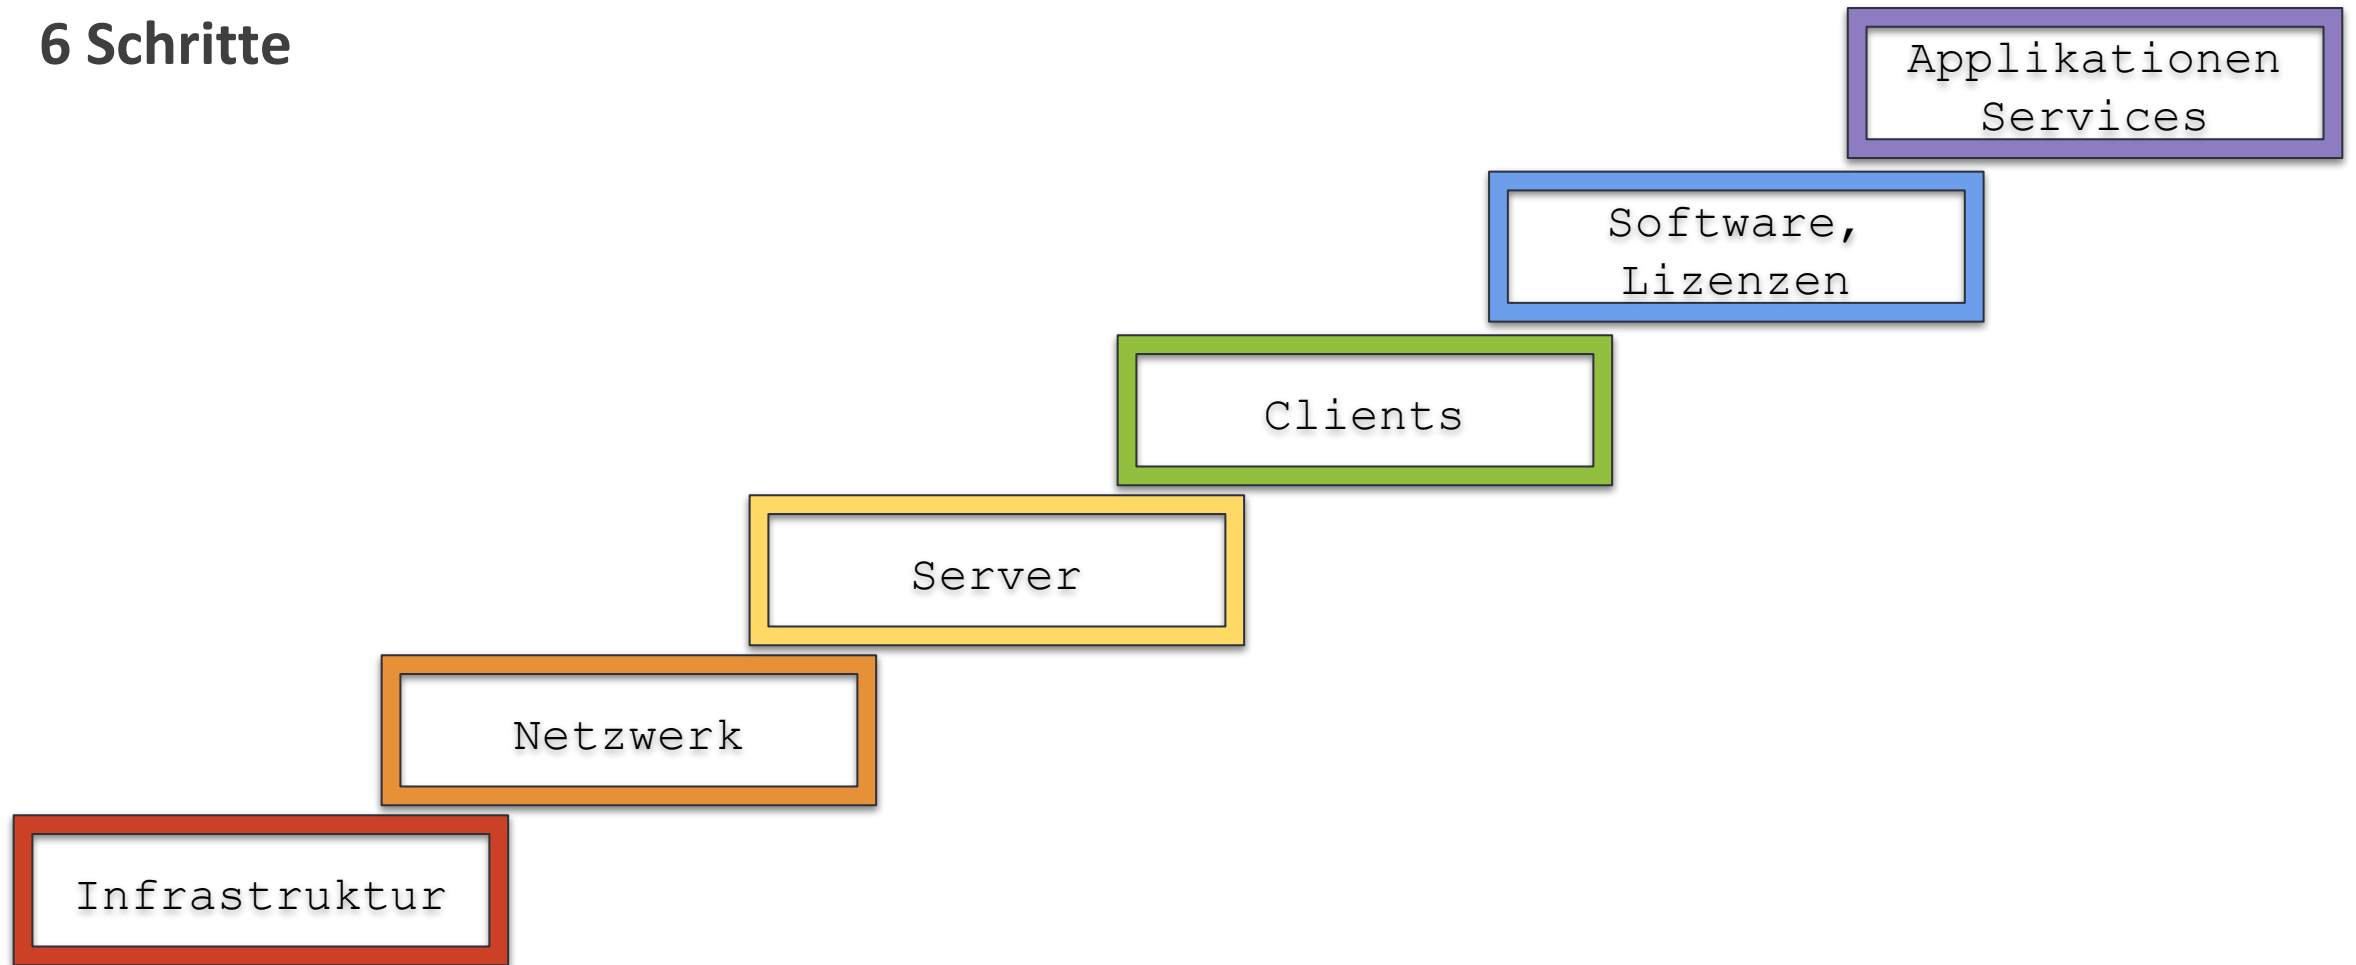 6 Schritte
Applikationen
Services
Software,
Lizenzen
Clients
Server
Netzwerk
Infrastruktur